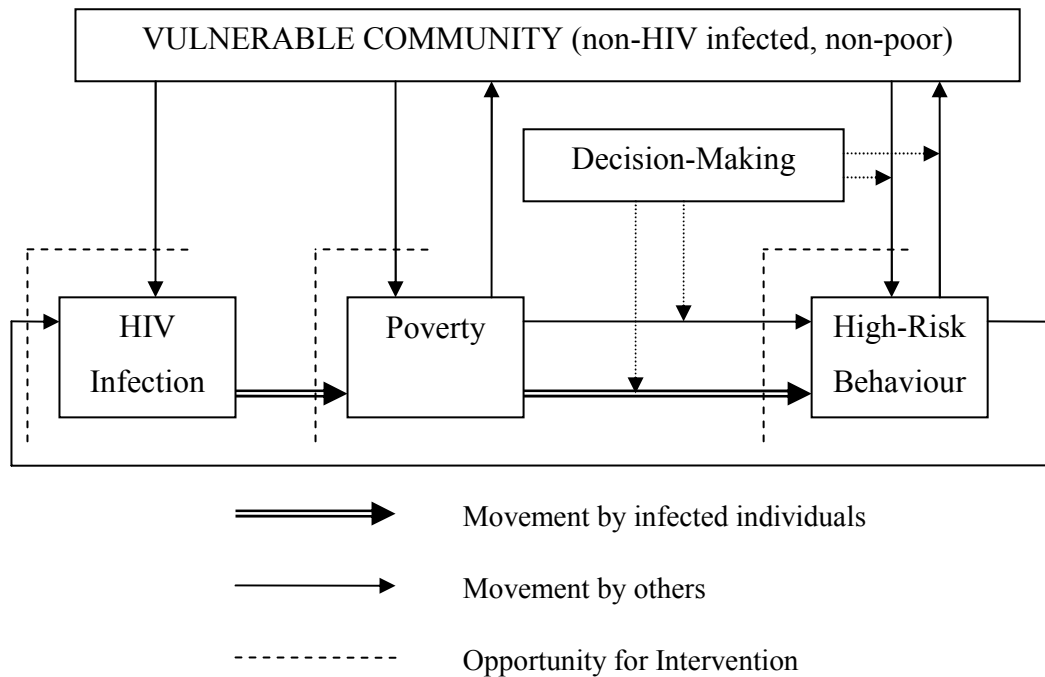 VULNERABLE COMMUNITY (non-HIV infected, non-poor)
Decision-Making
HIV
Infection
Poverty
High-Risk
Behaviour
Movement by infected individuals
Movement by others
Opportunity for Intervention